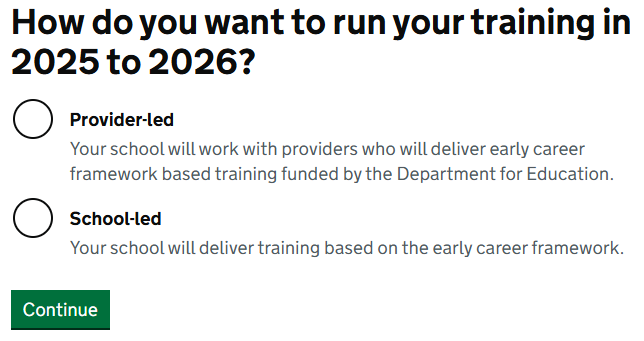 How do you want to run your training in
2025 to 2026?
Provider-led
Your school will work with providers who will deliver early career
framework based training funded by the Department for Education.
School-led
Your school will deliver training based on the early career framework.
Continue